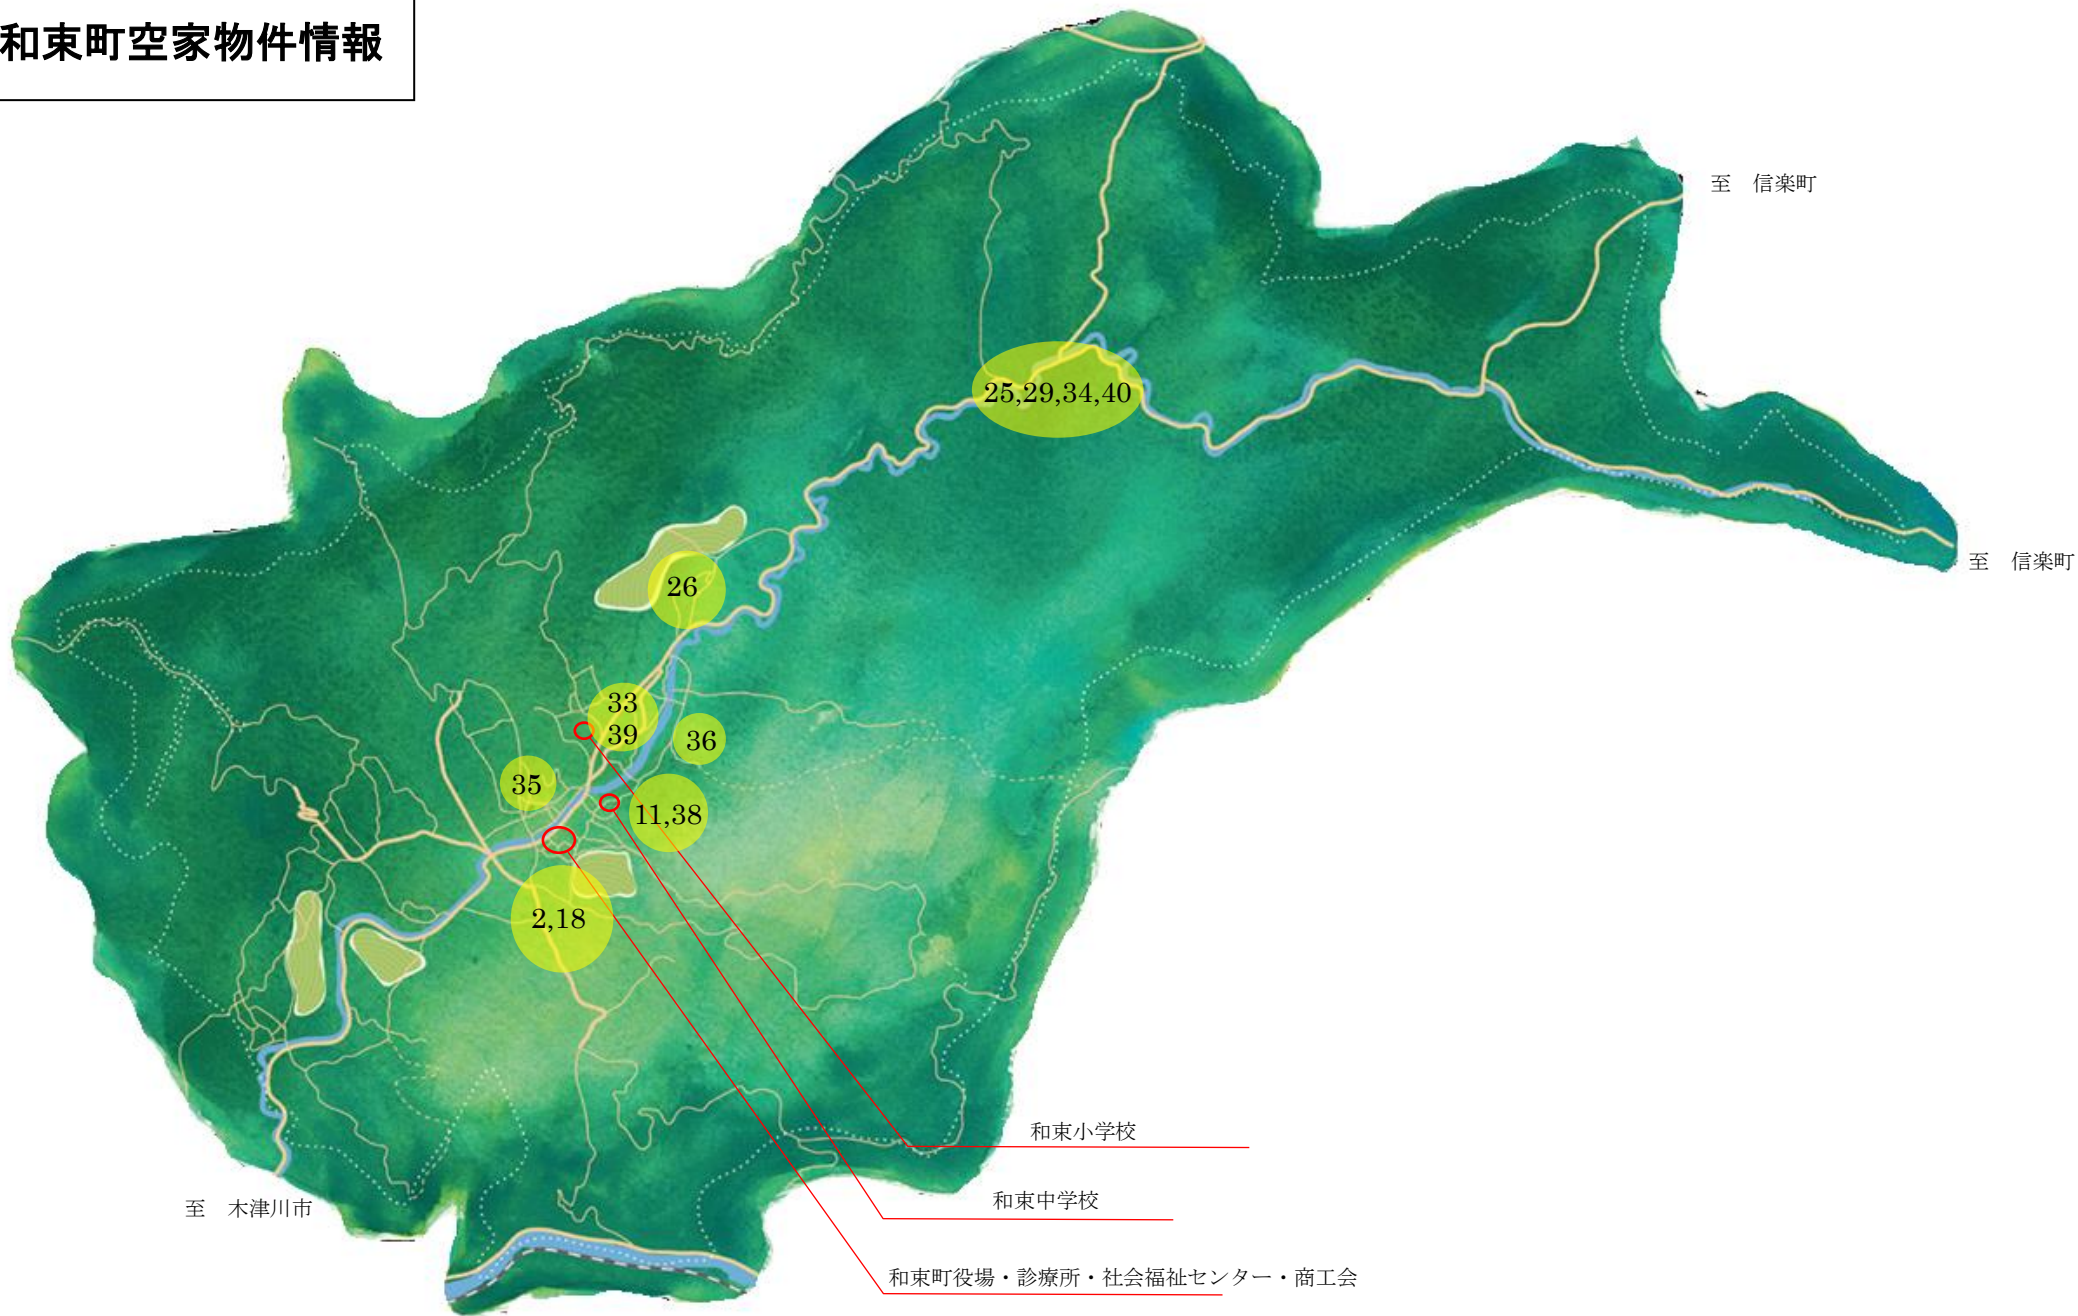 和束町空家物件情報
至　信楽町
25,29,34,40
至　信楽町
26
33
39
36
35
11,38
2,18
和束小学校
和束中学校
至　木津川市
和束町役場・診療所・社会福祉センター・商工会